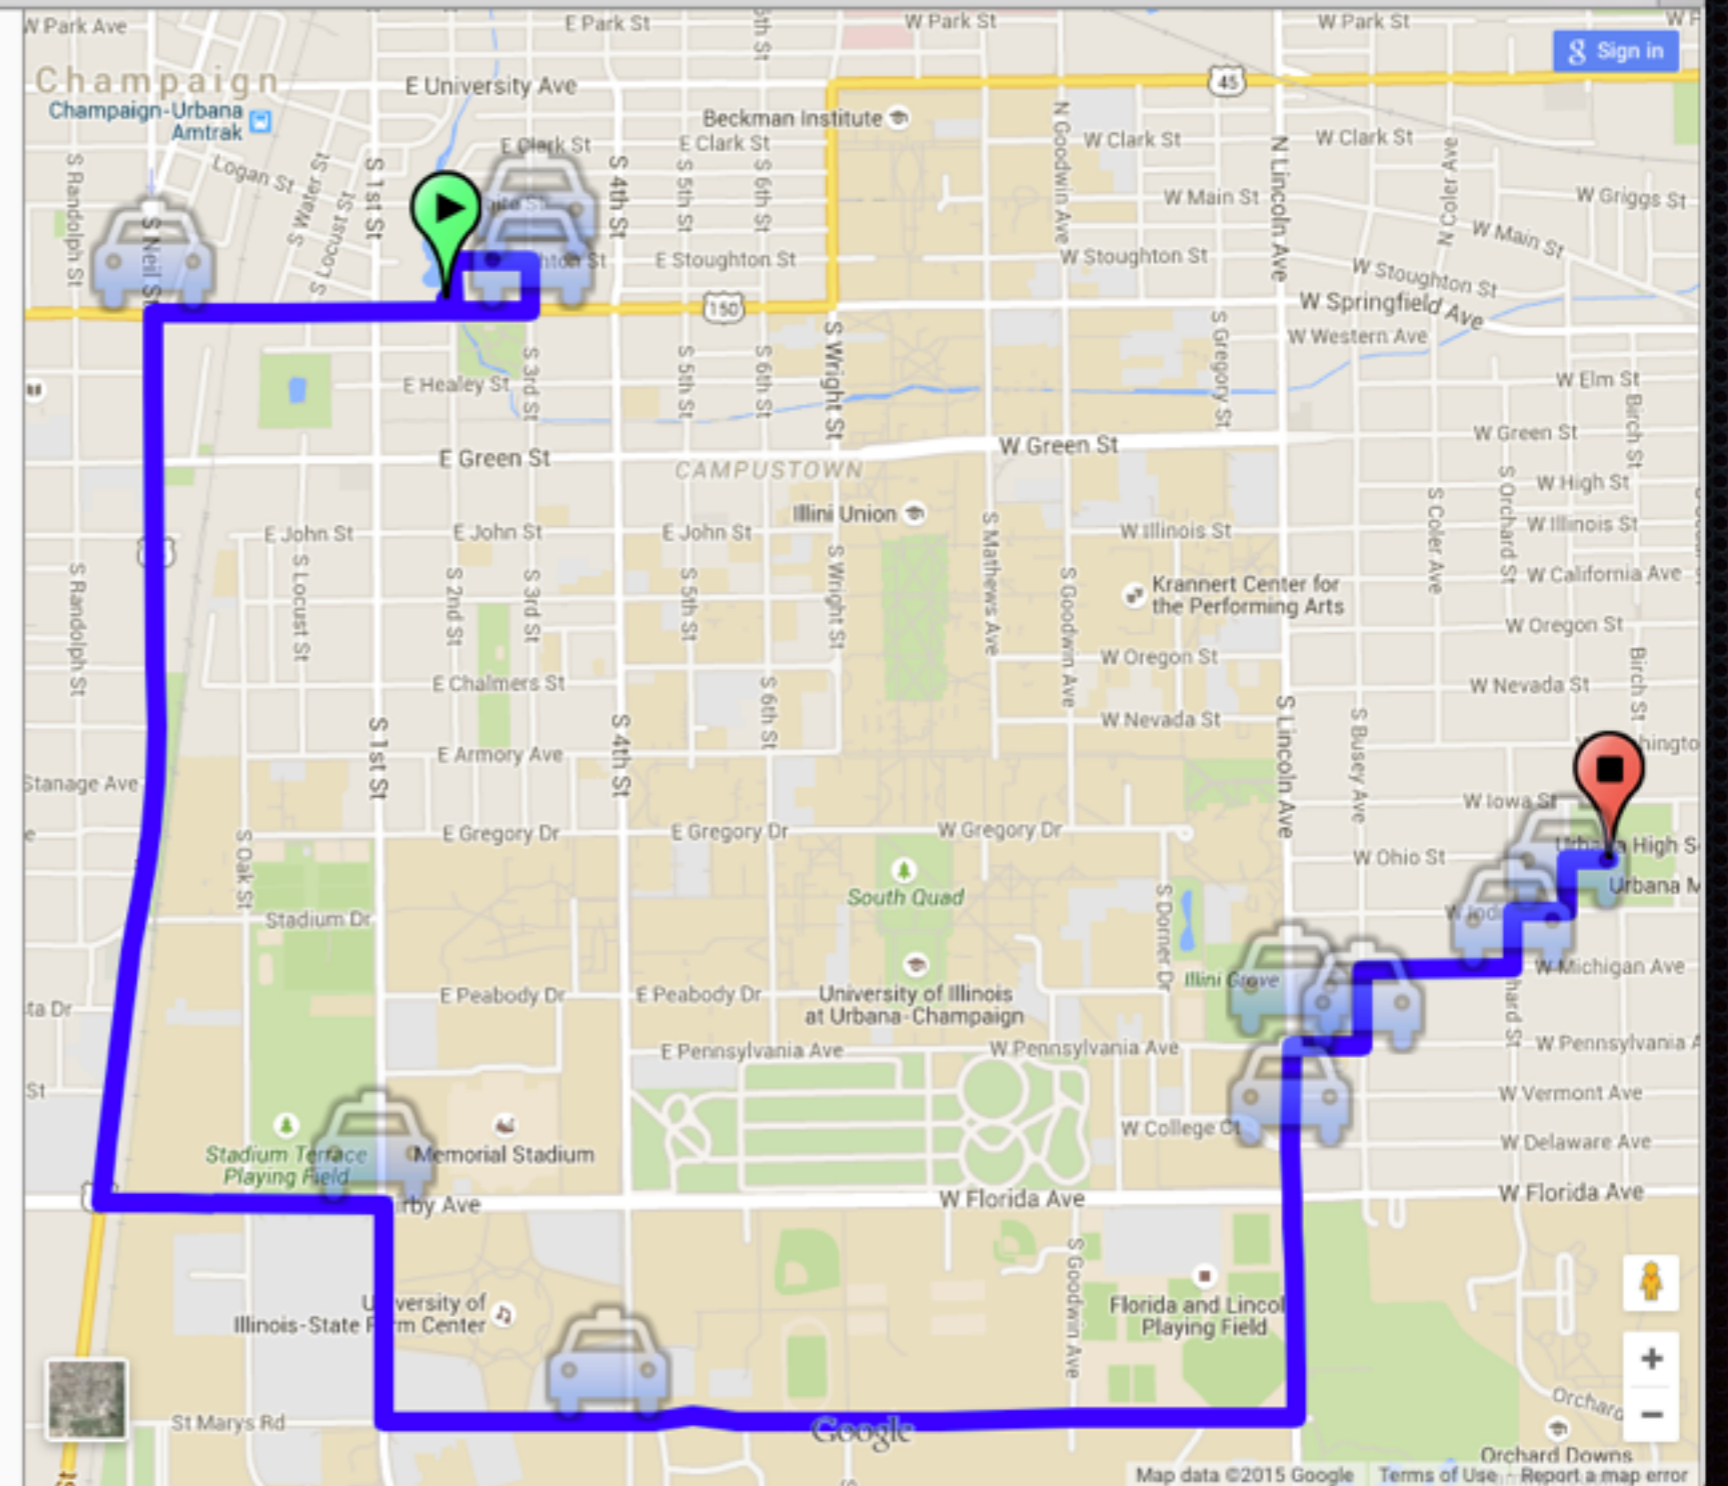 W Park Ave
E Park St
W Park St
W Park St
Sign in
Champaign
Champaign-Urbana
Amtrak
E University Ave
45
Beckman Institute
E Clark St
E Clark St
W Clark St
W Clark St
N Goodwin Ave
N Lincoln Ave
N Coler Ave
S Randolph St
Logan St
S Water St
S Locust St
S 1st St
S 4th St
S 5th St
S 6th St
W Main St
W Griggs St
W Main St
S Neil St
E Stoughton St
W Stoughton St
W Stoughton St
150
W Springfield Ave
W Western Ave
S Wright St
S Gregory St
E Healey St
S 3rd St
S 5th St
S 6th St
W Elm St
Birch St
E Green St
W Green St
W Green St
CAMPUSTOWN
W High St
Illini Union
E John St
E John St
E John St
W Illinois St
W Illinois St
S Orchard St
S Coler Ave
S Mathews Ave
S Randolph St
S Locust St
S 2nd St
S 3rd St
S 5th St
S Wright St
S Goodwin Ave
Krannert Center for
the Performing Arts
W California Ave
W Oregon St
W Oregon St
E Chalmers St
S 6th St
W Nevada St
W Nevada St
Birch St
S 1st St
S 4th St
E Armory Ave
S Lincoln Ave
S Busey Ave
Stanage Ave
W Iowa St
E Gregory Dr
E Gregory Dr
W Gregory Dr
S Oak St
W Ohio St
South Quad
S Dorner Dr
Stadium Dr
W Michigan Ave
Illini Grove
E Peabody Dr
E Peabody Dr
University of Illinois
at Urbana-Champaign
E Pennsylvania Ave
W Pennsylvania Ave
W Pennsylvania A
W Vermont Ave
W College Ct
W Delaware Ave
Stadium Terrace
Playing Field
Memorial Stadium
rby Ave
W Florida Ave
W Florida Ave
S Goodwin Ave
Florida and Lincol
Playing Field
St Marys Rd
Google
Orchard
Orchard Downs
Map data ©2015 Google
Terms of Use
Report a map error